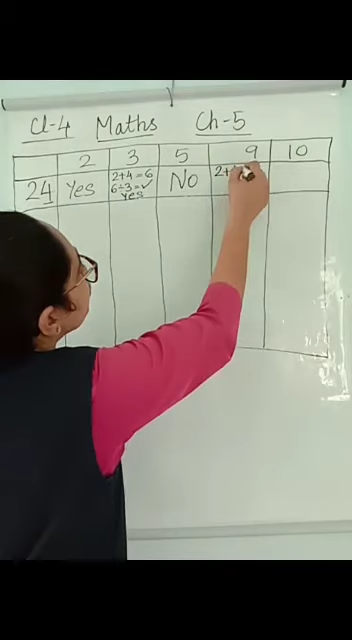 Cl-4 Maths Ch-5
2 3 5 9 10
24 Yes 2+4=6 No 2+
6÷3=✓
Yes